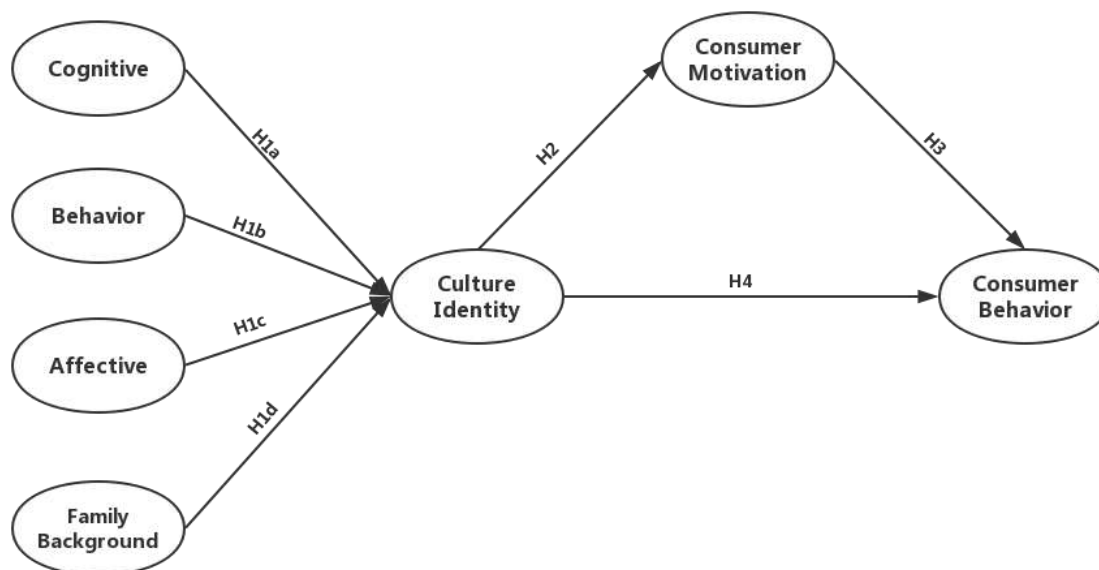 Cognitive
Behavior
Affective
Family
Background
H1a
H1b
H1c
H1d
Culture
Identity
H2
Consumer
Motivation
H3
H4
Consumer
Behavior